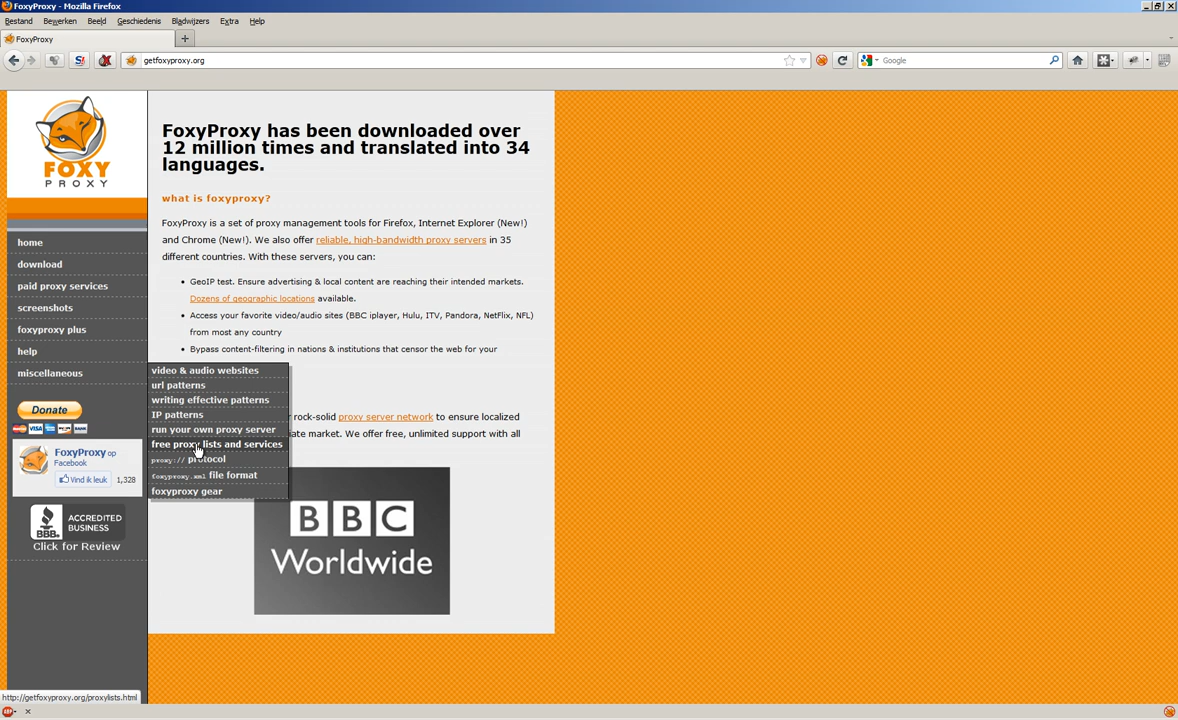 FoxyProxy - Mozilla Firefox
Bestand Bewerken Beeld Geschiedenis Bladwijzers Extra Help
FoxyProxy
getfoxyproxy.org
Google
FOXY
PROXY
home
download
paid proxy services
screenshots
foxyproxy plus
help
miscellaneous
Donate
FoxyProxy op
Facebook
Vind ik leuk 1,328
BBB
ACCREDITED
BUSINESS
Click for Review
FoxyProxy has been downloaded over
12 million times and translated into 34
languages.
what is foxyproxy?
FoxyProxy is a set of proxy management tools for Firefox, Internet Explorer (New!)
and Chrome (New!). We also offer reliable, high-bandwidth proxy servers in 35
different countries. With these servers, you can:
• GeoIP test. Ensure advertising & local content are reaching their intended markets.
Dozens of geographic locations available.
• Access your favorite video/audio sites (BBC iplayer, Hulu, ITV, Pandora, NetFlix, NFL)
from most any country
• Bypass content-filtering in nations & institutions that censor the web for your
video & audio websites
url patterns
writing effective patterns
IP patterns
run your own proxy server
free proxy lists and services
proxy:// protocol
foxyproxy.xml file format
foxyproxy gear
rock-solid proxy server network to ensure localized
market. We offer free, unlimited support with all
BBC
Worldwide
http://getfoxyproxy.org/proxylists.html